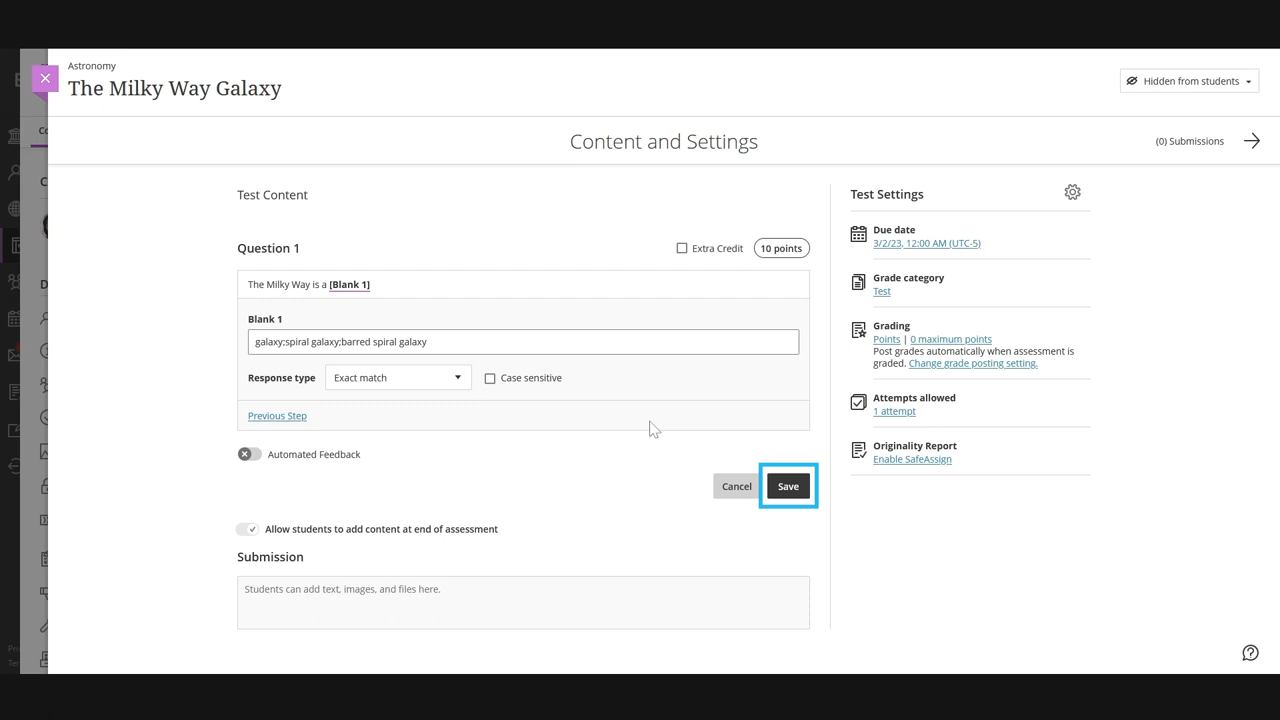 Astronomy
The Milky Way Galaxy
Hidden from students
Content and Settings
(0) Submissions
Test Content
Question 1
Extra Credit
10 points
The Milky Way is a [Blank 1]
Blank 1
galaxy;spiral galaxy;barred spiral galaxy
Response type
Exact match
Case sensitive
Previous Step
Automated Feedback
Cancel
Save
Allow students to add content at end of assessment
Submission
Students can add text, images, and files here.
Test Settings
Due date
3/2/23, 12:00 AM (UTC-5)
Grade category
Test
Grading
Points | 0 maximum points
Post grades automatically when assessment is
graded. Change grade posting setting.
Attempts allowed
1 attempt
Originality Report
Enable SafeAssign